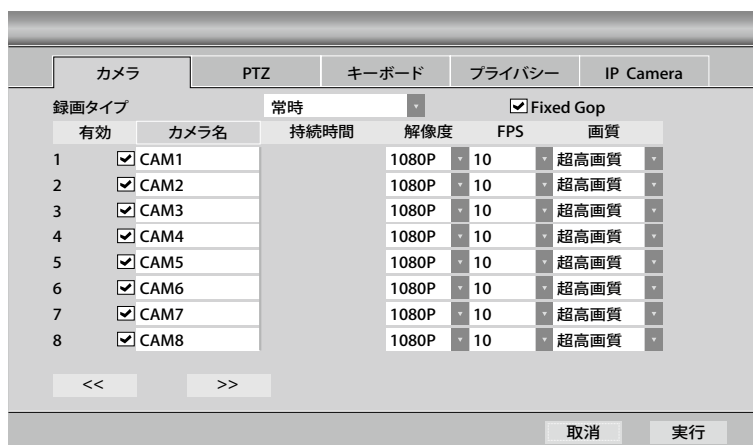 カメラ PTZ キーボード プライバシー IP Camera
録画タイプ 常時 Fixed Gop
有効 カメラ名 持続時間 解像度 FPS 画質
1 CAM1 1080P 10 超高画質
2 CAM2 1080P 10 超高画質
3 CAM3 1080P 10 超高画質
4 CAM4 1080P 10 超高画質
5 CAM5 1080P 10 超高画質
6 CAM6 1080P 10 超高画質
7 CAM7 1080P 10 超高画質
8 CAM8 1080P 10 超高画質
<< >>
取消 実行